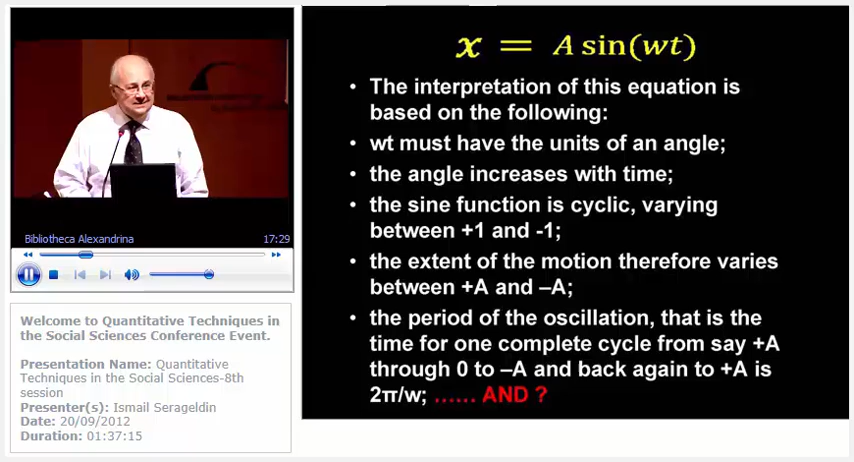 x = A sin(wt)
• The interpretation of this equation is
based on the following:
• wt must have the units of an angle;
• the angle increases with time;
• the sine function is cyclic, varying
between +1 and -1;
• the extent of the motion therefore varies
between +A and –A;
• the period of the oscillation, that is the
time for one complete cycle from say +A
through 0 to –A and back again to +A is
2π/w; …… AND ?
Bibliotheca Alexandrina 17:29
Welcome to Quantitative Techniques in
the Social Sciences Conference Event.
Presentation Name: Quantitative
Techniques in the Social Sciences-8th
session
Presenter(s): Ismail Serageldin
Date: 20/09/2012
Duration: 01:37:15